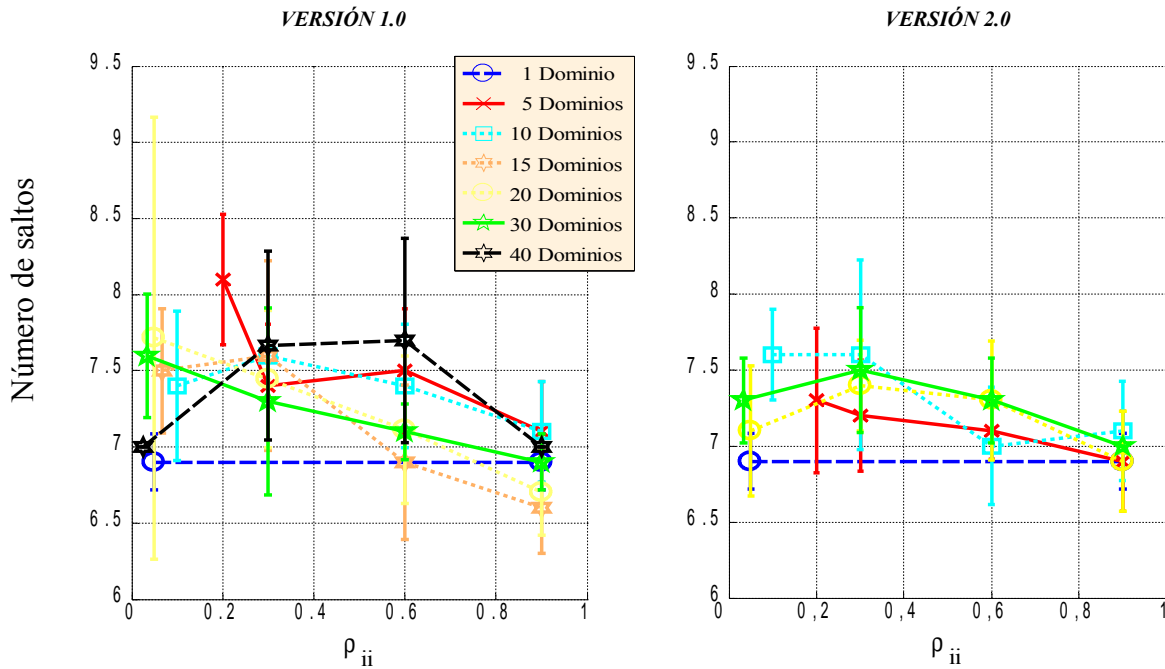 VERSIÓN 1.0
VERSIÓN 2.0
Número de saltos
9.5
9
8.5
8
7.5
7
6.5
6
0
0.2
0.4
0.6
0.8
1
ρ ii
1 Dominio
5 Dominios
10 Dominios
15 Dominios
20 Dominios
30 Dominios
40 Dominios
9.5
9
8.5
8
7.5
7
6.5
6
0
0,2
0,4
0,6
0,8
1
ρ ii